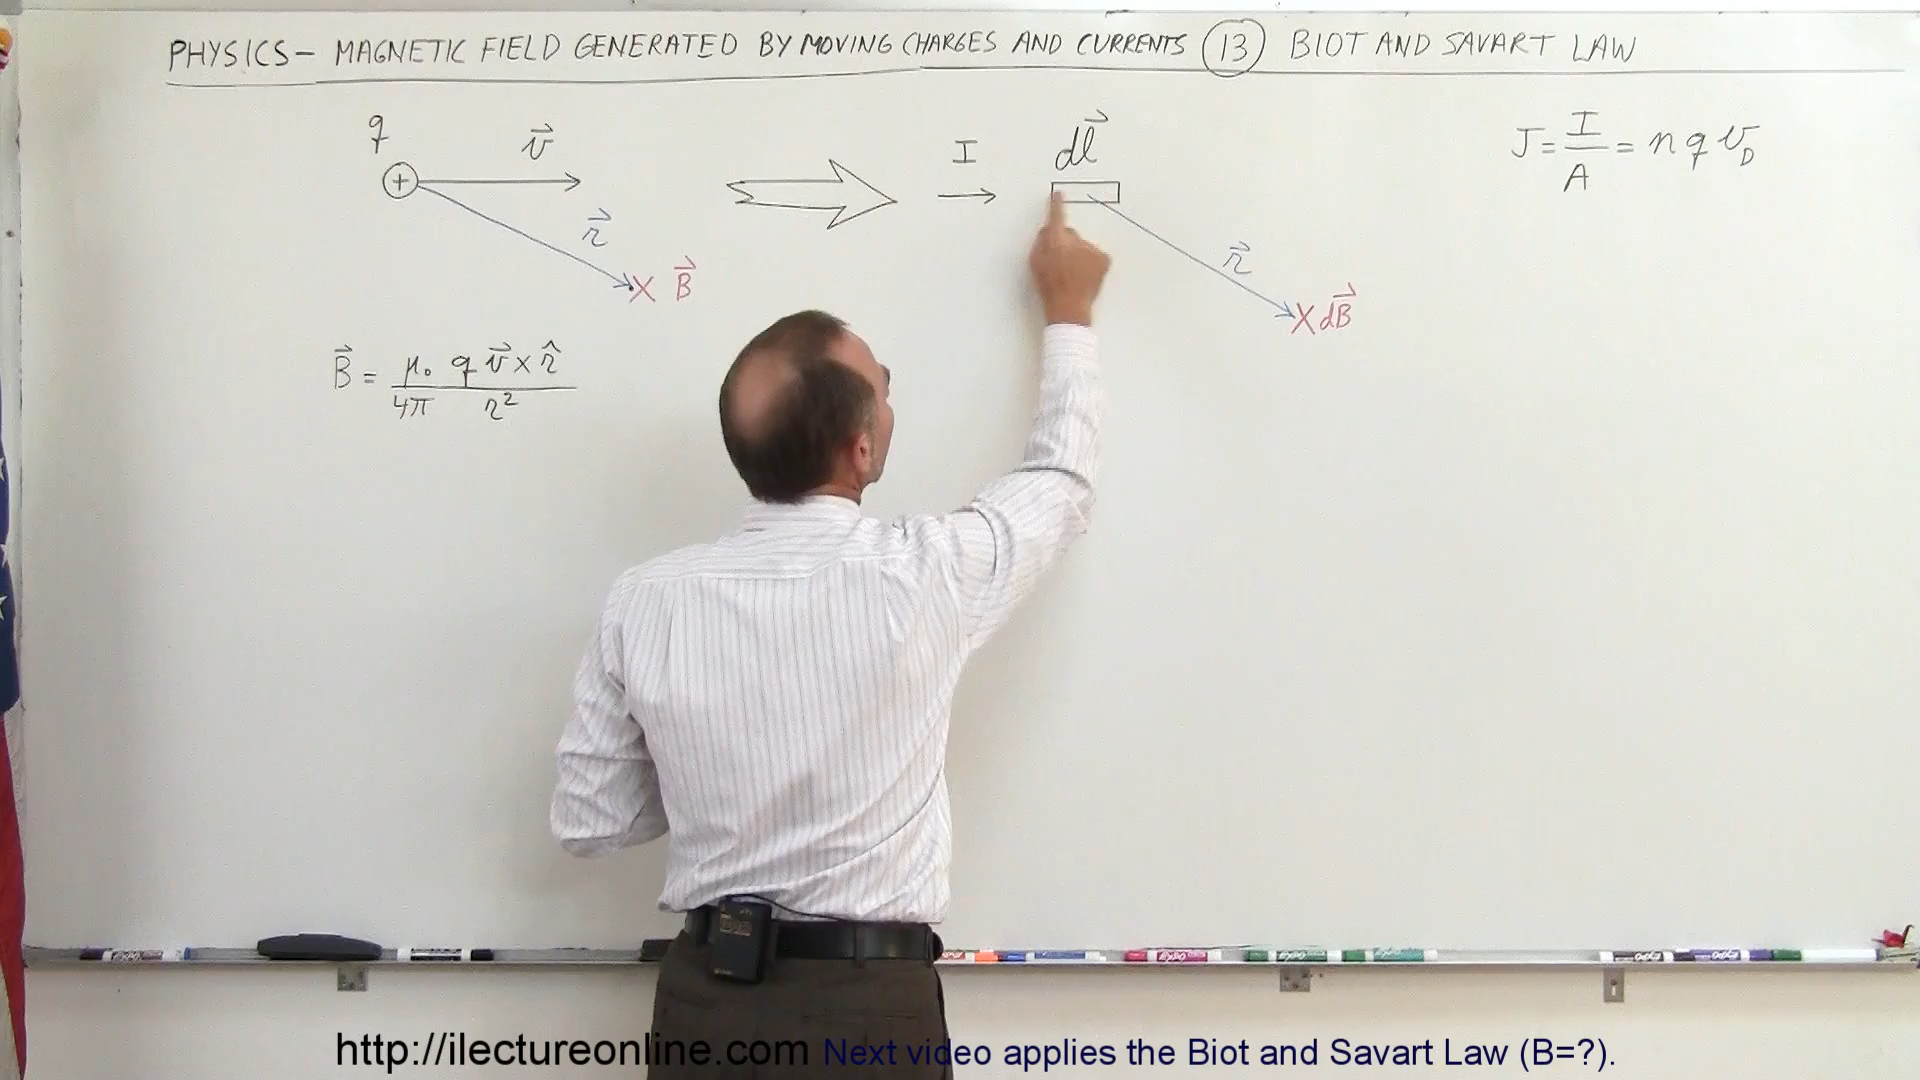 PHYSICS - MAGNETIC FIELD GENERATED BY MOVING CHARGES AND CURRENTS (13) BIOT AND SAVART LAW
q
v⃗
I
dl⃗
J = I/A = n q v_D
r⃗
r⃗
X B⃗
X dB⃗
B⃗ = μ₀ q v⃗ × r̂
4π r²
http://ilectureonline.com Next video applies the Biot and Savart Law (B=?).